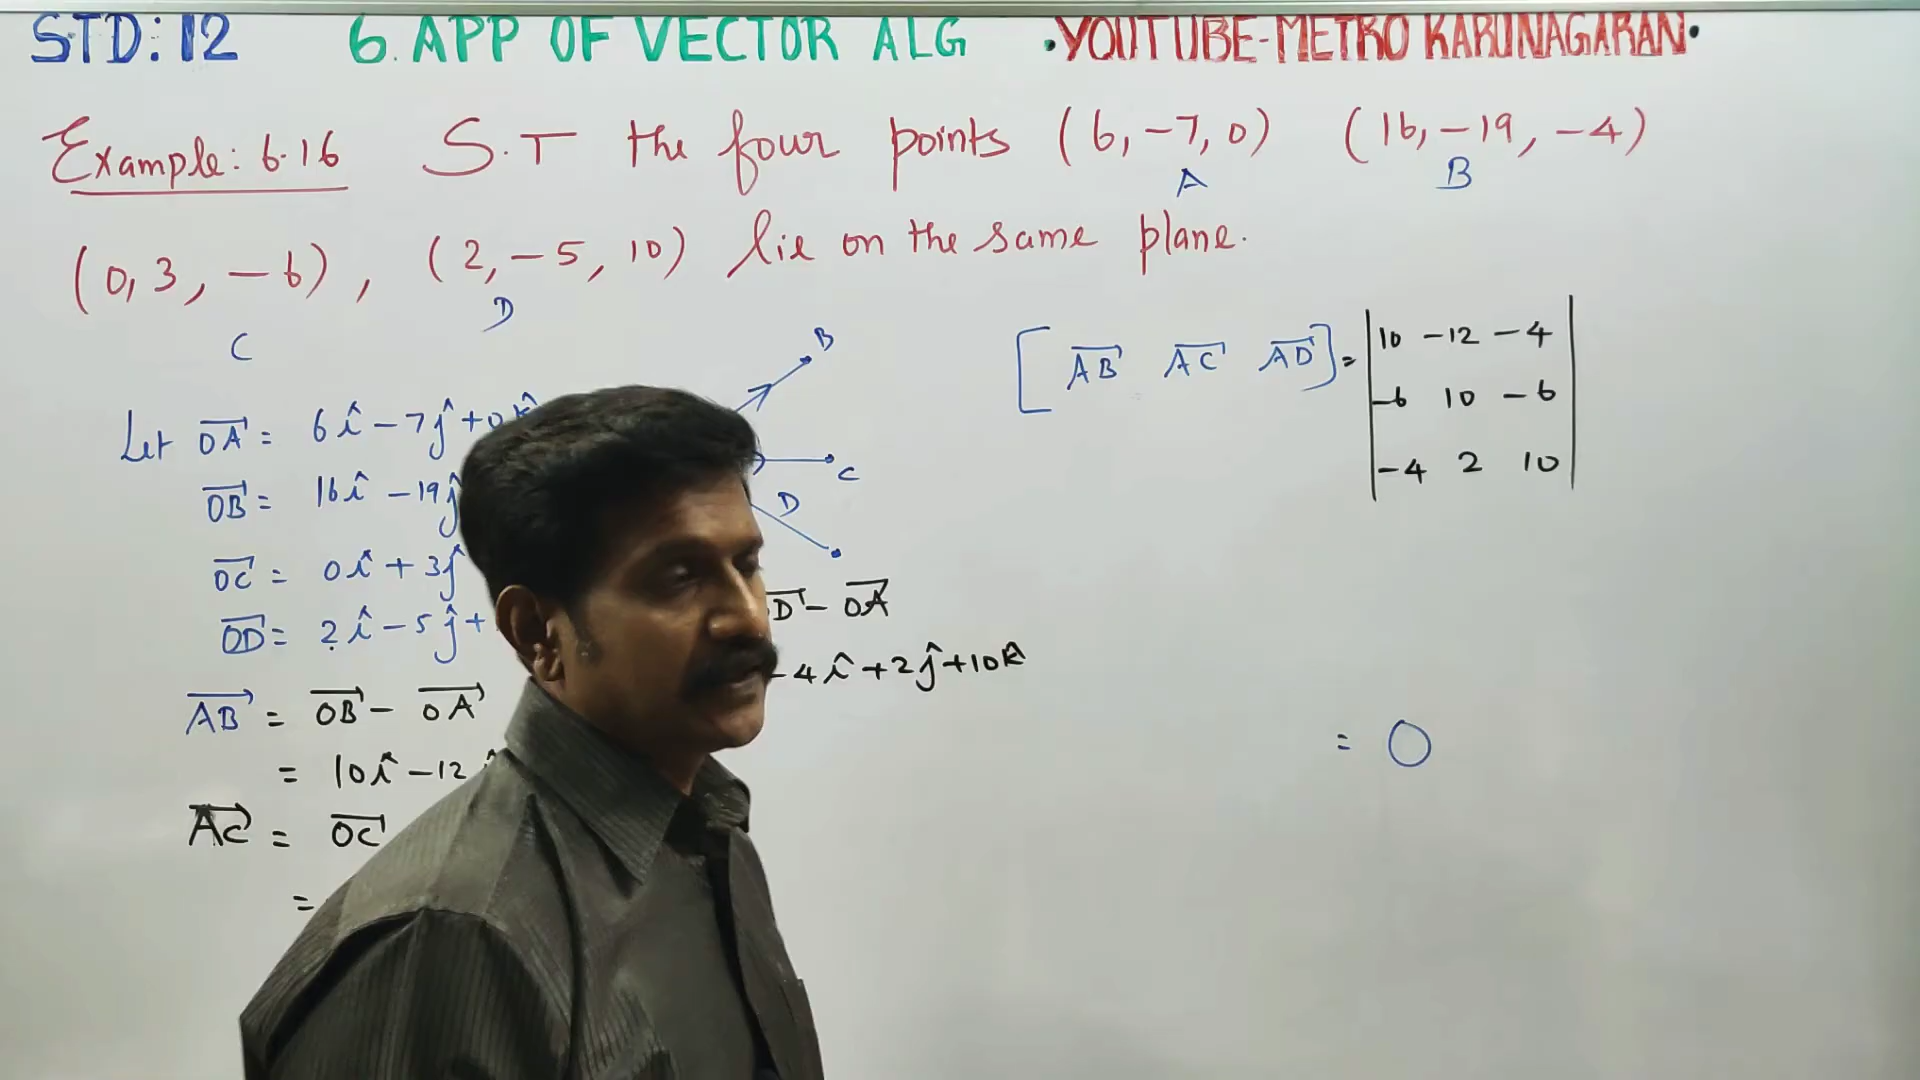 STD: 12 6. APP OF VECTOR ALG •YOUTUBE-METRO KARUNAGARAN•
Example: 6.16 S.T the four points (6, -7, 0) (16, -19, -4)
A B
(0, 3, -6), (2, -5, 10) lie on the same plane.
C D
B
C
D
Let OA⃗ = 6î - 7ĵ + 0k̂
OB⃗ = 16î - 19ĵ
OC⃗ = 0î + 3ĵ
OD⃗ = 2î - 5ĵ +
AB⃗ = OB⃗ - OA⃗
= 10î - 12
AC⃗ = OC⃗
=
D⃗ - OA⃗
-4î + 2ĵ + 10k̂
[AB⃗ AC⃗ AD⃗] = | 10 -12 -4 |
| -6 10 -6 |
| -4 2 10 |
= 0